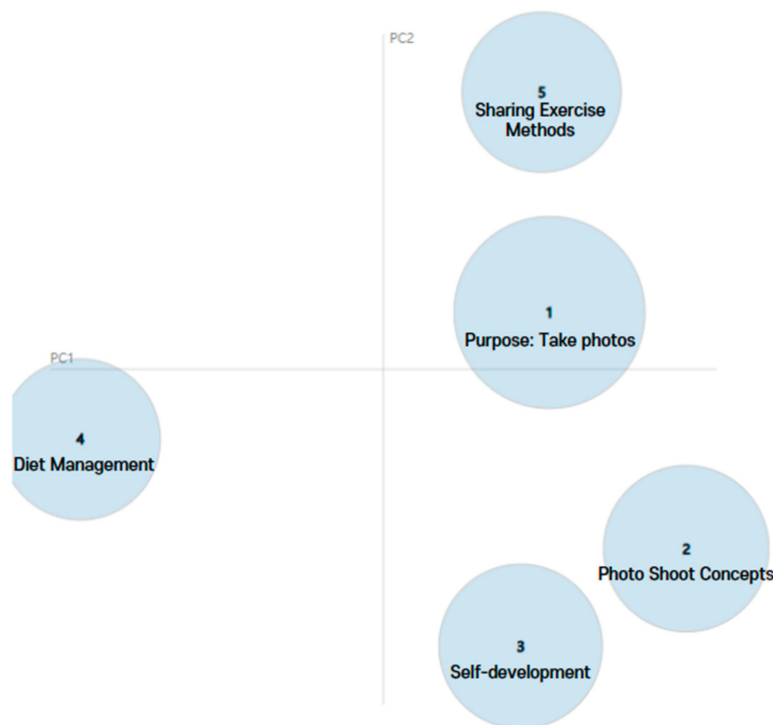 PC2
5
Sharing Exercise
Methods
1
Purpose: Take photos
PC1
4
Diet Management
2
Photo Shoot Concepts
3
Self-development